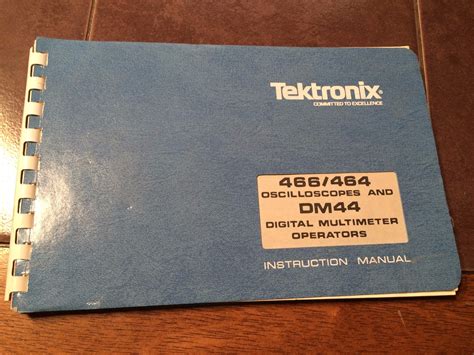 Tektronix®
COMMITTED TO EXCELLENCE
466/464
OSCILLOSCOPES AND
DM44
DIGITAL MULTIMETER
OPERATORS
INSTRUCTION MANUAL